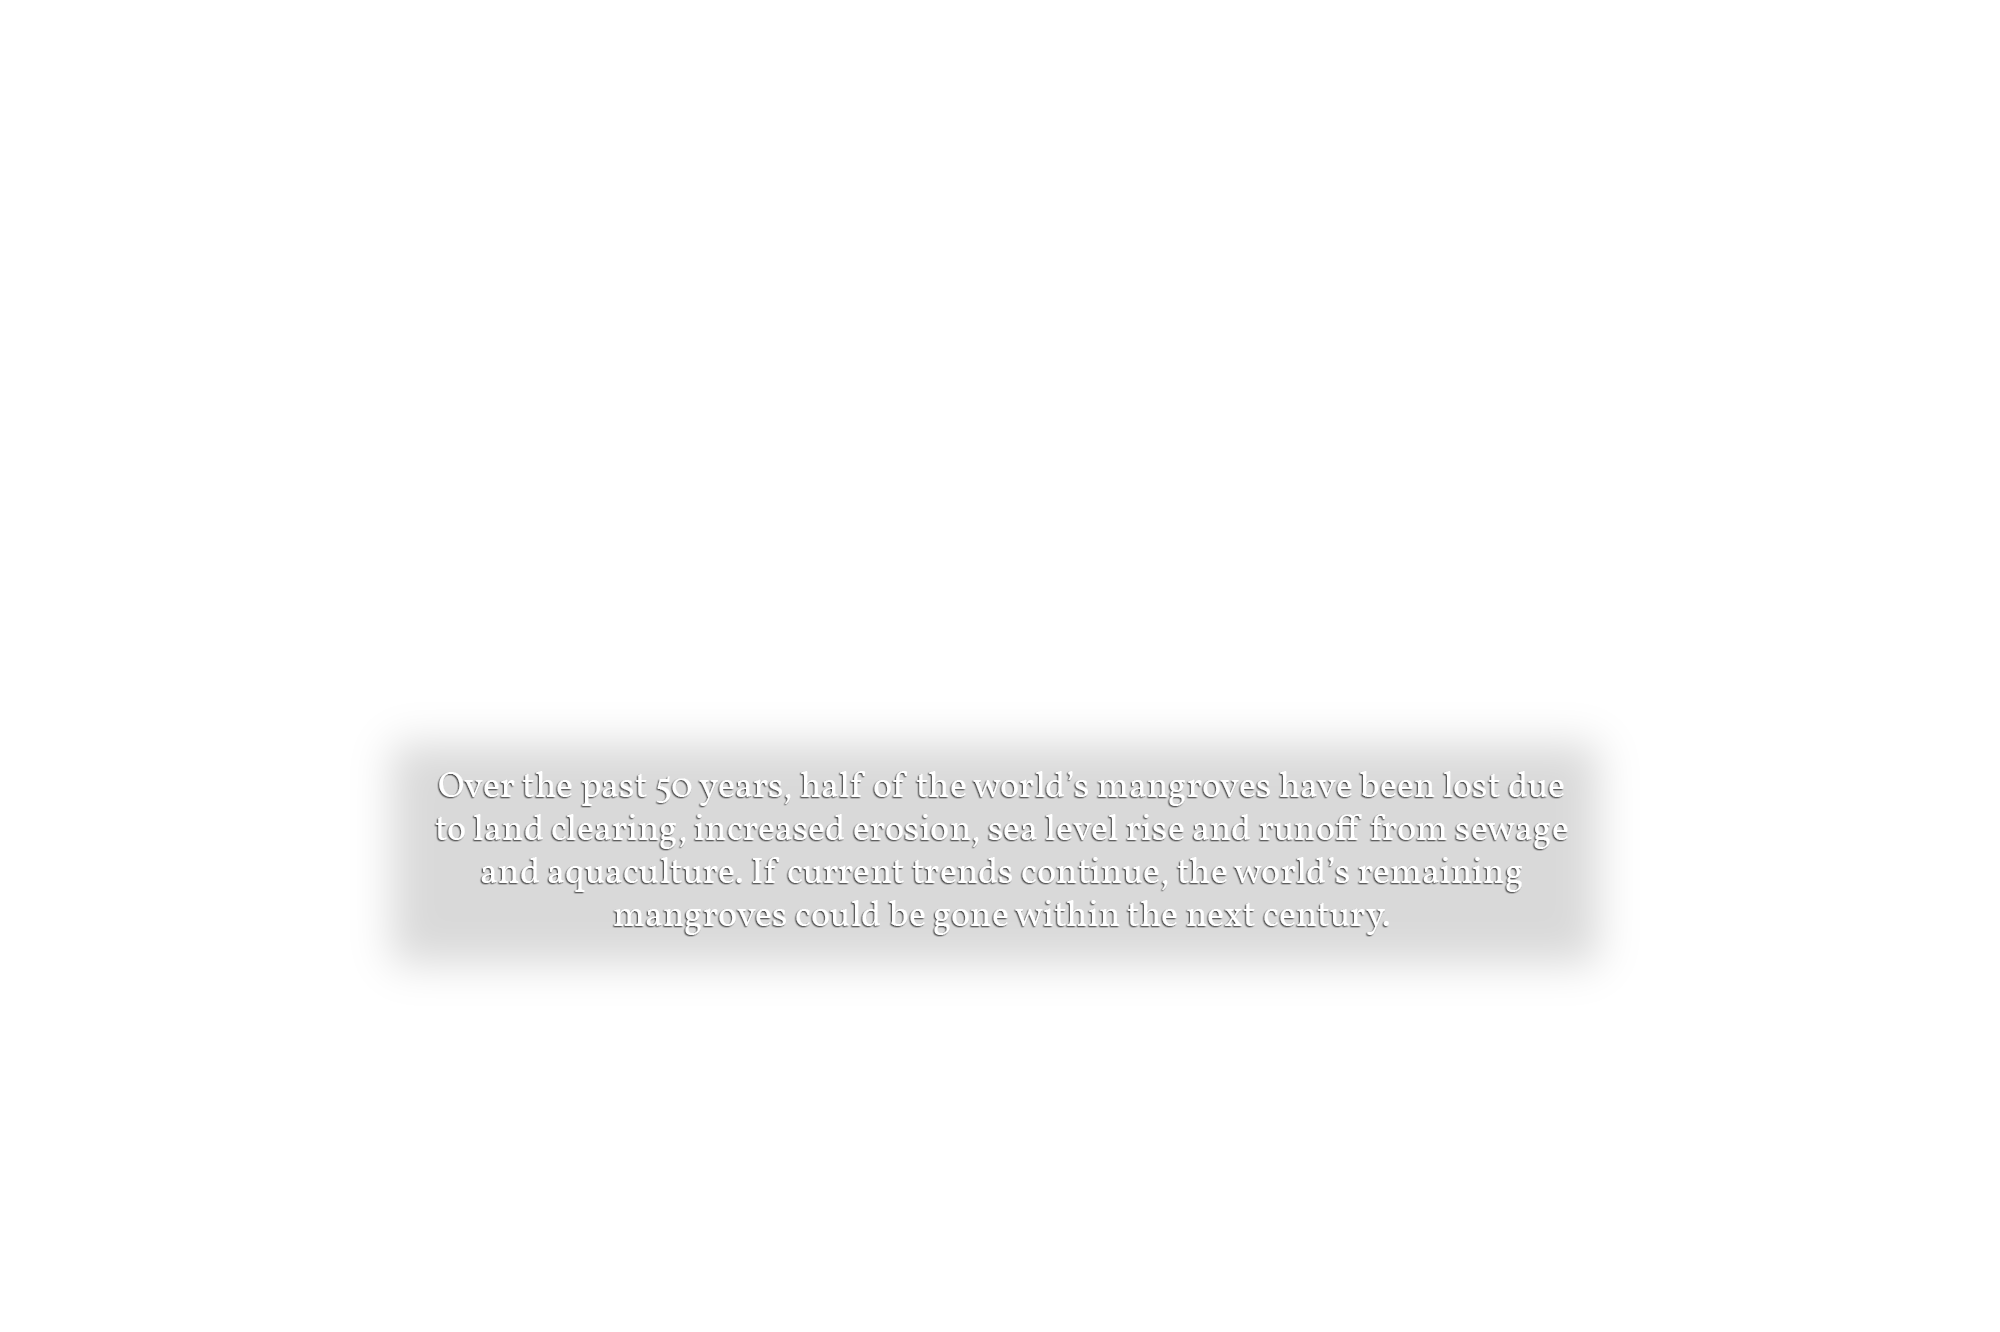 Over the past 50 years, half of the world’s mangroves have been lost due
to land clearing, increased erosion, sea level rise and runoff from sewage
and aquaculture. If current trends continue, the world’s remaining
mangroves could be gone within the next century.